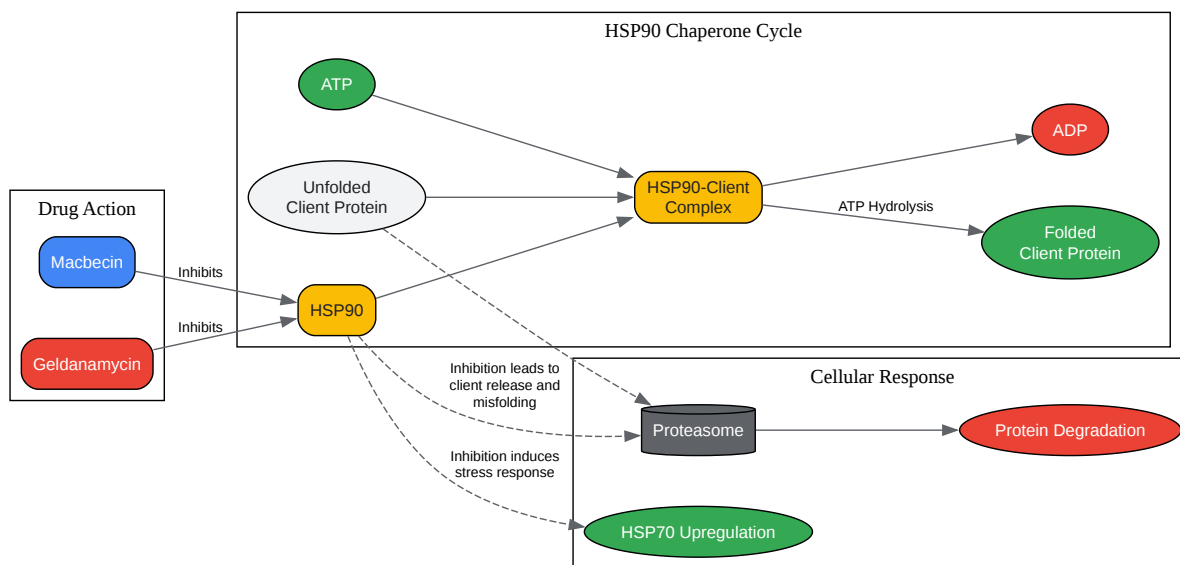 HSP90 Chaperone Cycle
ATP
ADP
Unfolded
Client Protein
HSP90-Client
Complex
ATP Hydrolysis
Folded
Client Protein
Drug Action
Macbecin
Inhibits
HSP90
Inhibits
Geldanamycin
Inhibition leads to
client release and
misfolding
Cellular Response
Proteasome
Protein Degradation
Inhibition induces
stress response
HSP70 Upregulation